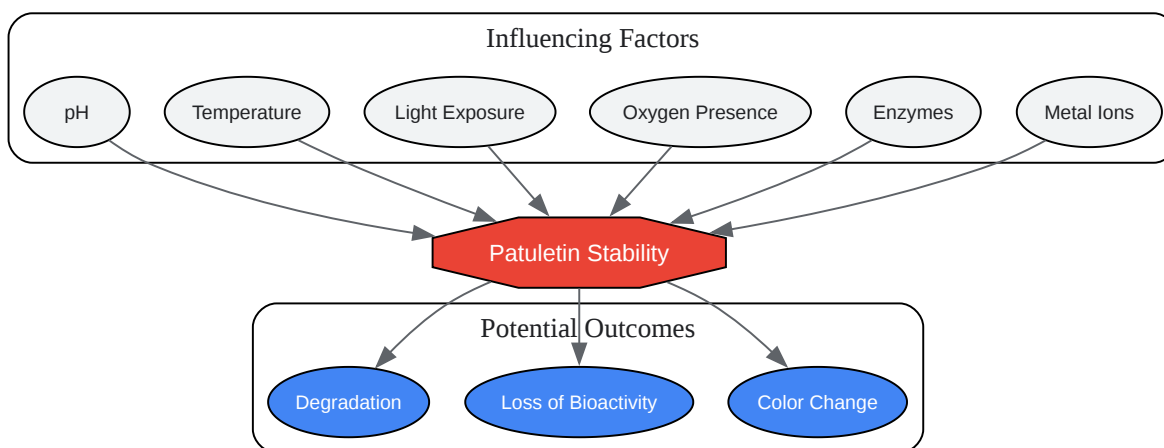 Influencing Factors
pH
Temperature
Light Exposure
Oxygen Presence
Enzymes
Metal Ions
Patuletin Stability
Potential Outcomes
Degradation
Loss of Bioactivity
Color Change